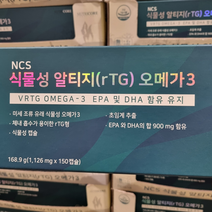 NCS
식물성 알티지(rTG) 오메가3
VRTG OMEGA-3 EPA 및 DHA 함유 유지
· 미세 조류 유래 식물성 오메가3
· 체내 흡수가 용이한 rTG형
· 식물성 캡슐
· 초임계 추출
· EPA 와 DHA의 합 900 mg 함유
168.9 g(1,126 mg x 150캡슐)